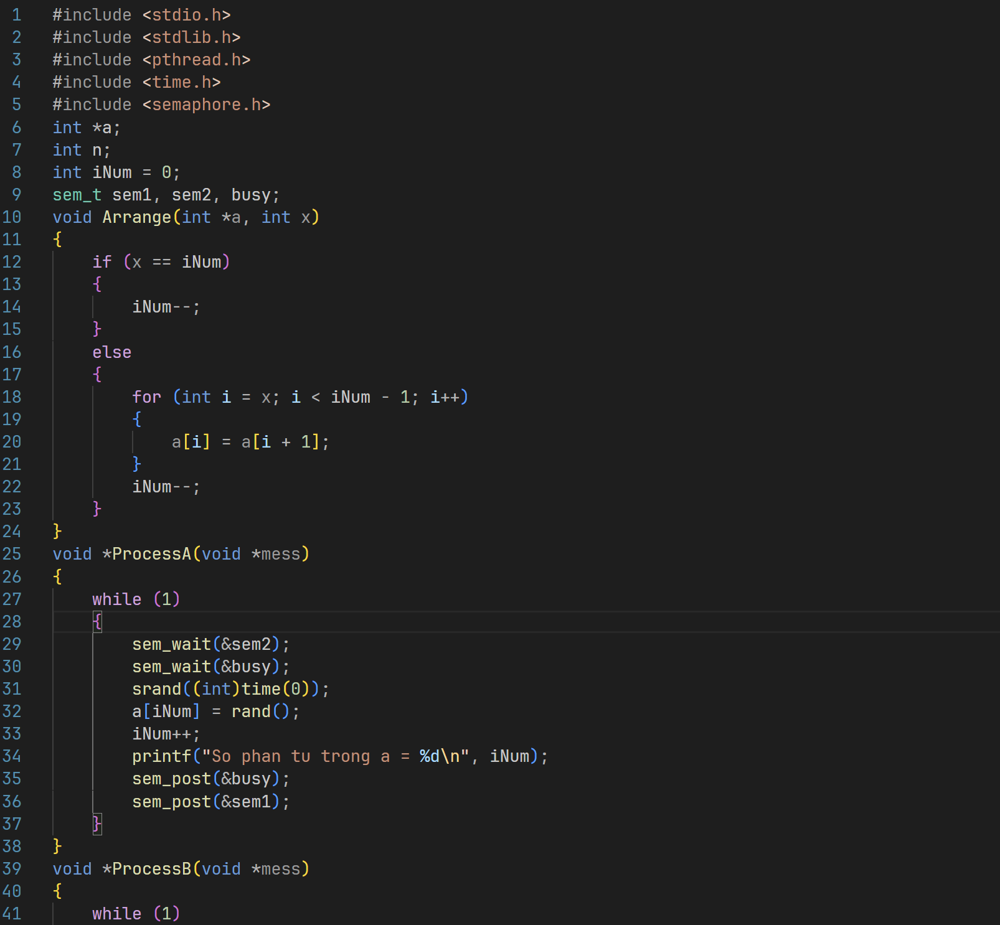 1 #include <stdio.h>
2 #include <stdlib.h>
3 #include <pthread.h>
4 #include <time.h>
5 #include <semaphore.h>
6 int *a;
7 int n;
8 int iNum = 0;
9 sem_t sem1, sem2, busy;
10 void Arrange(int *a, int x)
11 {
12     if (x == iNum)
13     {
14         iNum--;
15     }
16     else
17     {
18         for (int i = x; i < iNum - 1; i++)
19         {
20             a[i] = a[i + 1];
21         }
22         iNum--;
23     }
24 }
25 void *ProcessA(void *mess)
26 {
27     while (1)
28     {
29         sem_wait(&sem2);
30         sem_wait(&busy);
31         srand((int)time(0));
32         a[iNum] = rand();
33         iNum++;
34         printf("So phan tu trong a = %d\n", iNum);
35         sem_post(&busy);
36         sem_post(&sem1);
37     }
38 }
39 void *ProcessB(void *mess)
40 {
41     while (1)